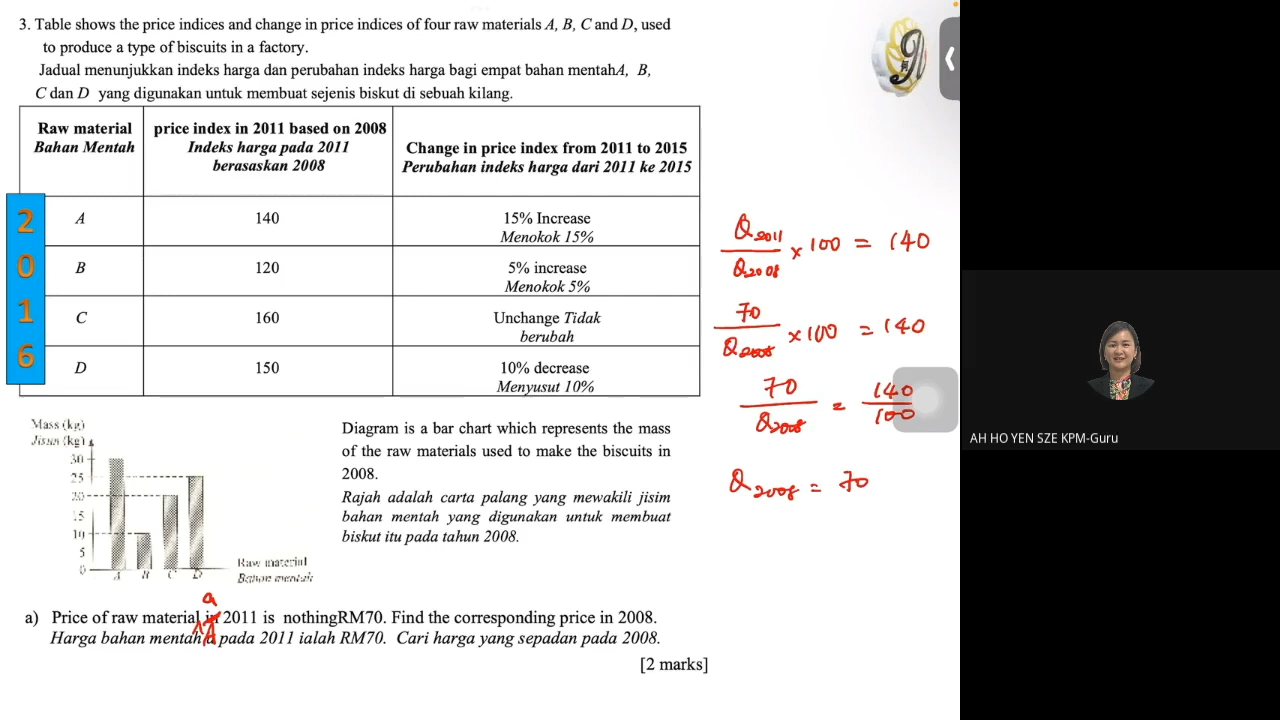 3. Table shows the price indices and change in price indices of four raw materials A, B, C and D, used
to produce a type of biscuits in a factory.
Jadual menunjukkan indeks harga dan perubahan indeks harga bagi empat bahan mentahA, B,
C dan D yang digunakan untuk membuat sejenis biskut di sebuah kilang.
Raw material
Bahan Mentah
price index in 2011 based on 2008
Indeks harga pada 2011
berasaskan 2008
Change in price index from 2011 to 2015
Perubahan indeks harga dari 2011 ke 2015
2016
A
140
15% Increase
Menokok 15%
B
120
5% increase
Menokok 5%
C
160
Unchange Tidak
berubah
D
150
10% decrease
Menyusut 10%
Q2011/Q2008 × 100 = 140
70/Q2008 × 100 = 140
70/Q2008 = 140/100
Q2008 = 70
Mass (kg)
Jisim (kg)
30
25
20
15
10
5
0
A B C D
Raw material
Bahan mentah
Diagram is a bar chart which represents the mass
of the raw materials used to make the biscuits in
2008.
Rajah adalah carta palang yang mewakili jisim
bahan mentah yang digunakan untuk membuat
biskut itu pada tahun 2008.
a) Price of raw material in 2011 is nothingRM70. Find the corresponding price in 2008.
Harga bahan mentah A pada 2011 ialah RM70. Cari harga yang sepadan pada 2008.
[2 marks]
AH HO YEN SZE KPM-Guru